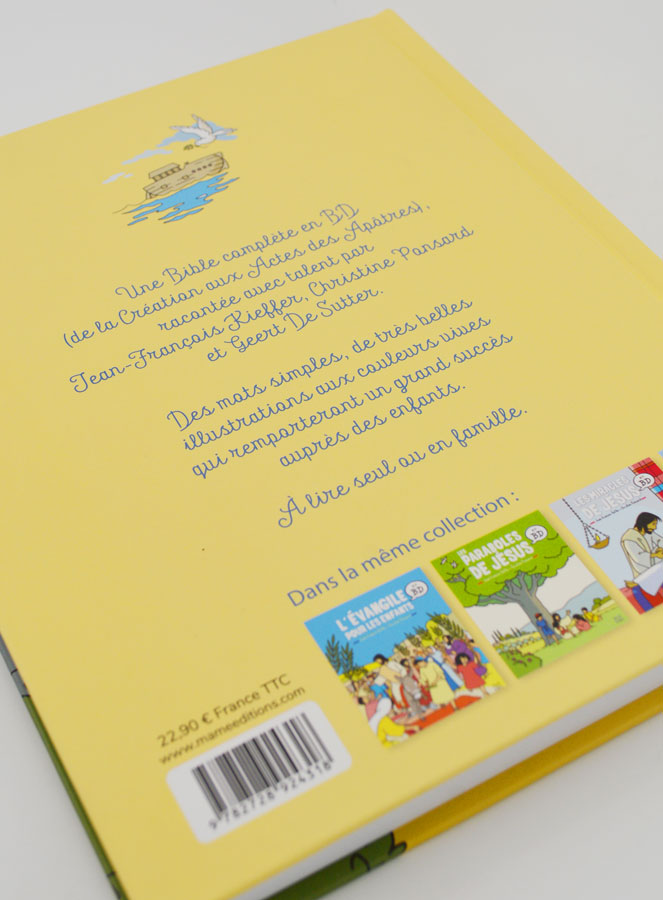 Une Bible complète en BD
(de la Création aux Actes des Apôtres),
racontée avec talent par
Jean-François Kieffer, Christine Ponsard
et Geert De Sutter.
Des mots simples, de très belles
illustrations aux couleurs vives
qui remporteront un grand succès
auprès des enfants.
À lire seul ou en famille.
Dans la même collection :
L'ÉVANGILE
POUR LES ENFANTS
EN BD
LES PARABOLES
DE JÉSUS
EN BD
LES MIRACLES
DE JÉSUS
EN BD
22,90 € France TTC
www.mameeditions.com
9 782728 924318